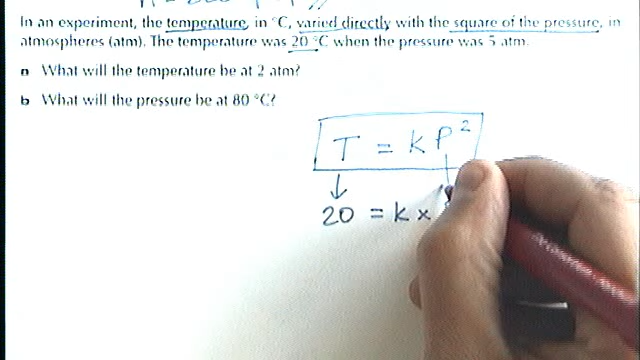 In an experiment, the temperature, in °C, varied directly with the square of the pressure, in
atmospheres (atm). The temperature was 20 °C when the pressure was 5 atm.
a What will the temperature be at 2 atm?
b What will the pressure be at 80 °C?
T = kP²
20 = k ×